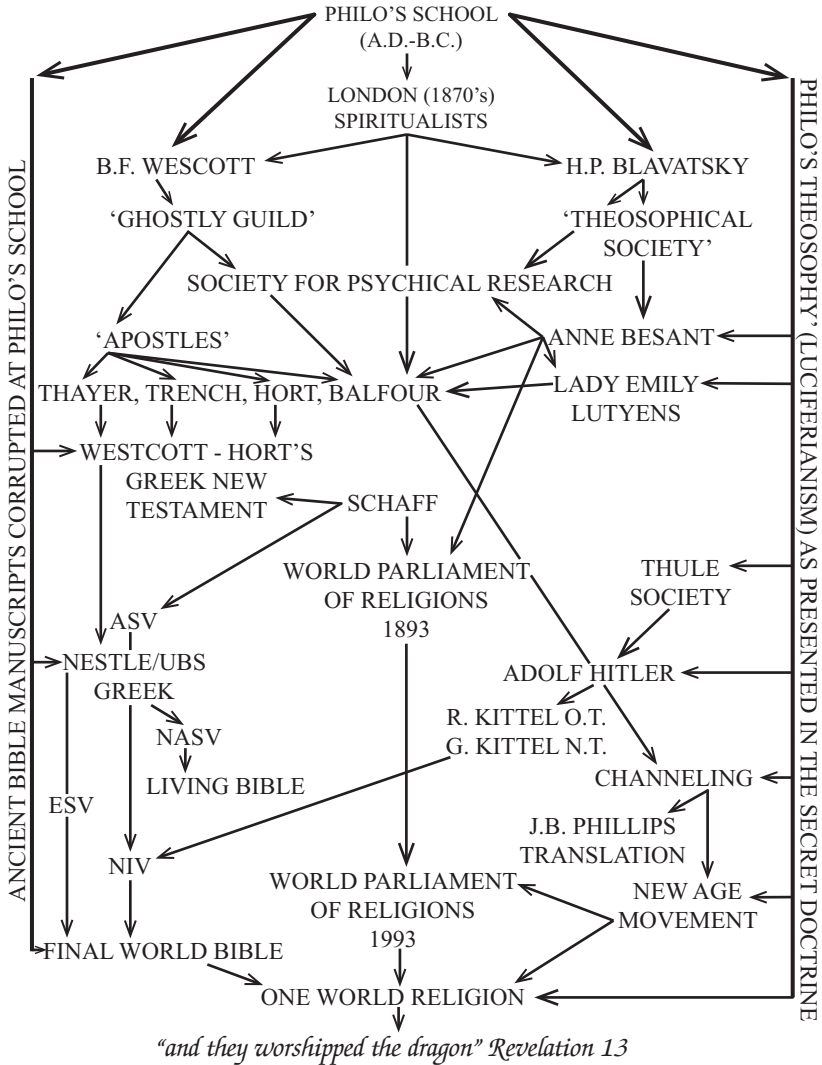 PHILO'S SCHOOL
(A.D.-B.C.)
LONDON (1870's)
SPIRITUALISTS
B.F. WESCOTT
H.P. BLAVATSKY
'GHOSTLY GUILD'
'THEOSOPHICAL
SOCIETY'
SOCIETY FOR PSYCHICAL RESEARCH
'APOSTLES'
ANNE BESANT
THAYER, TRENCH, HORT, BALFOUR
LADY EMILY
LUTYENS
WESTCOTT - HORT'S
GREEK NEW
TESTAMENT
SCHAFF
WORLD PARLIAMENT
OF RELIGIONS
1893
THULE
SOCIETY
ASV
NESTLE/UBS
GREEK
ADOLF HITLER
R. KITTEL O.T.
G. KITTEL N.T.
NASV
LIVING BIBLE
CHANNELING
ESV
J.B. PHILLIPS
TRANSLATION
NIV
WORLD PARLIAMENT
OF RELIGIONS
1993
NEW AGE
MOVEMENT
FINAL WORLD BIBLE
ONE WORLD RELIGION
"and they worshipped the dragon" Revelation 13
ANCIENT BIBLE MANUSCRIPTS CORRUPTED AT PHILO'S SCHOOL
PHILO'S THEOSOPHY' (LUCIFERIANISM) AS PRESENTED IN THE SECRET DOCTRINE